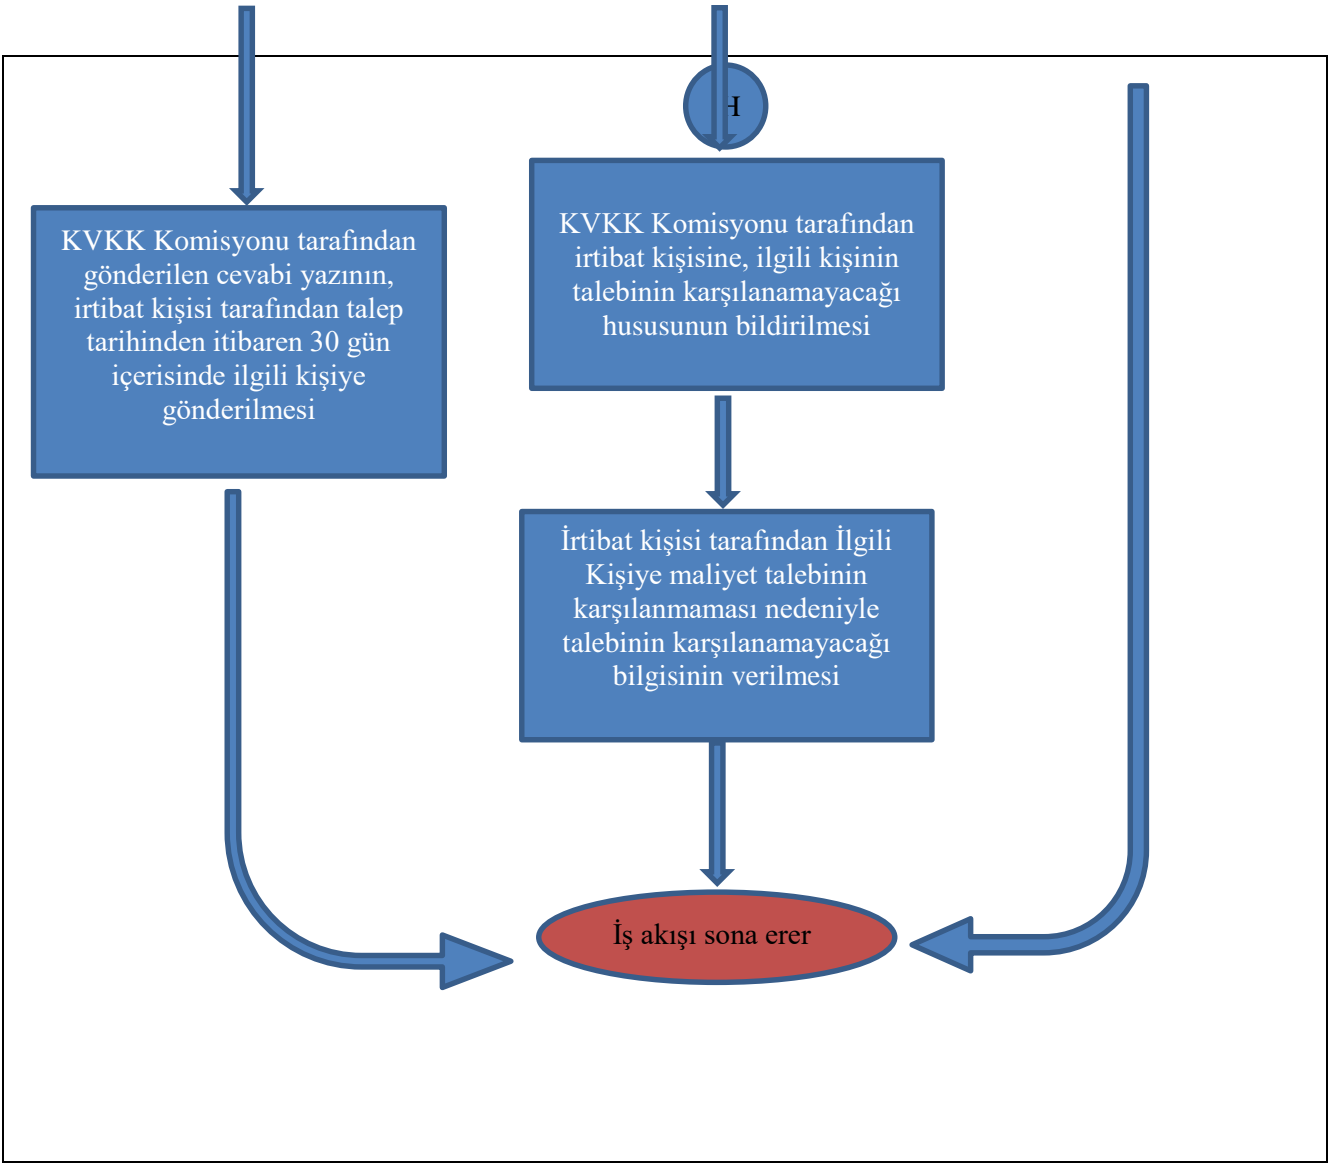 H
KVKK Komisyonu tarafından
gönderilen cevabi yazının,
irtibat kişisi tarafından talep
tarihinden itibaren 30 gün
içerisinde ilgili kişiye
gönderilmesi
KVKK Komisyonu tarafından
irtibat kişisine, ilgili kişinin
talebinin karşılanamayacağı
hususunun bildirilmesi
İrtibat kişisi tarafından İlgili
Kişiye maliyet talebinin
karşılanmaması nedeniyle
talebinin karşılanamayacağı
bilgisinin verilmesi
İş akışı sona erer